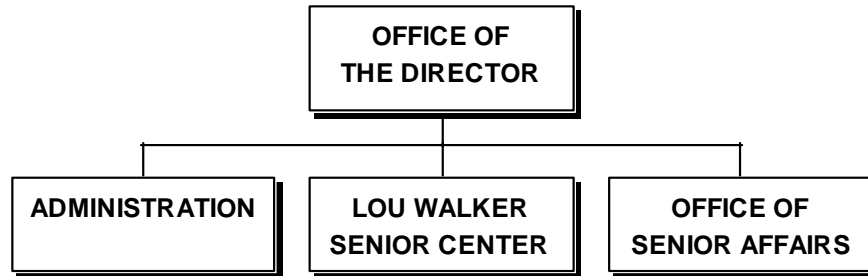 OFFICE OF
THE DIRECTOR
ADMINISTRATION
LOU WALKER
SENIOR CENTER
OFFICE OF
SENIOR AFFAIRS